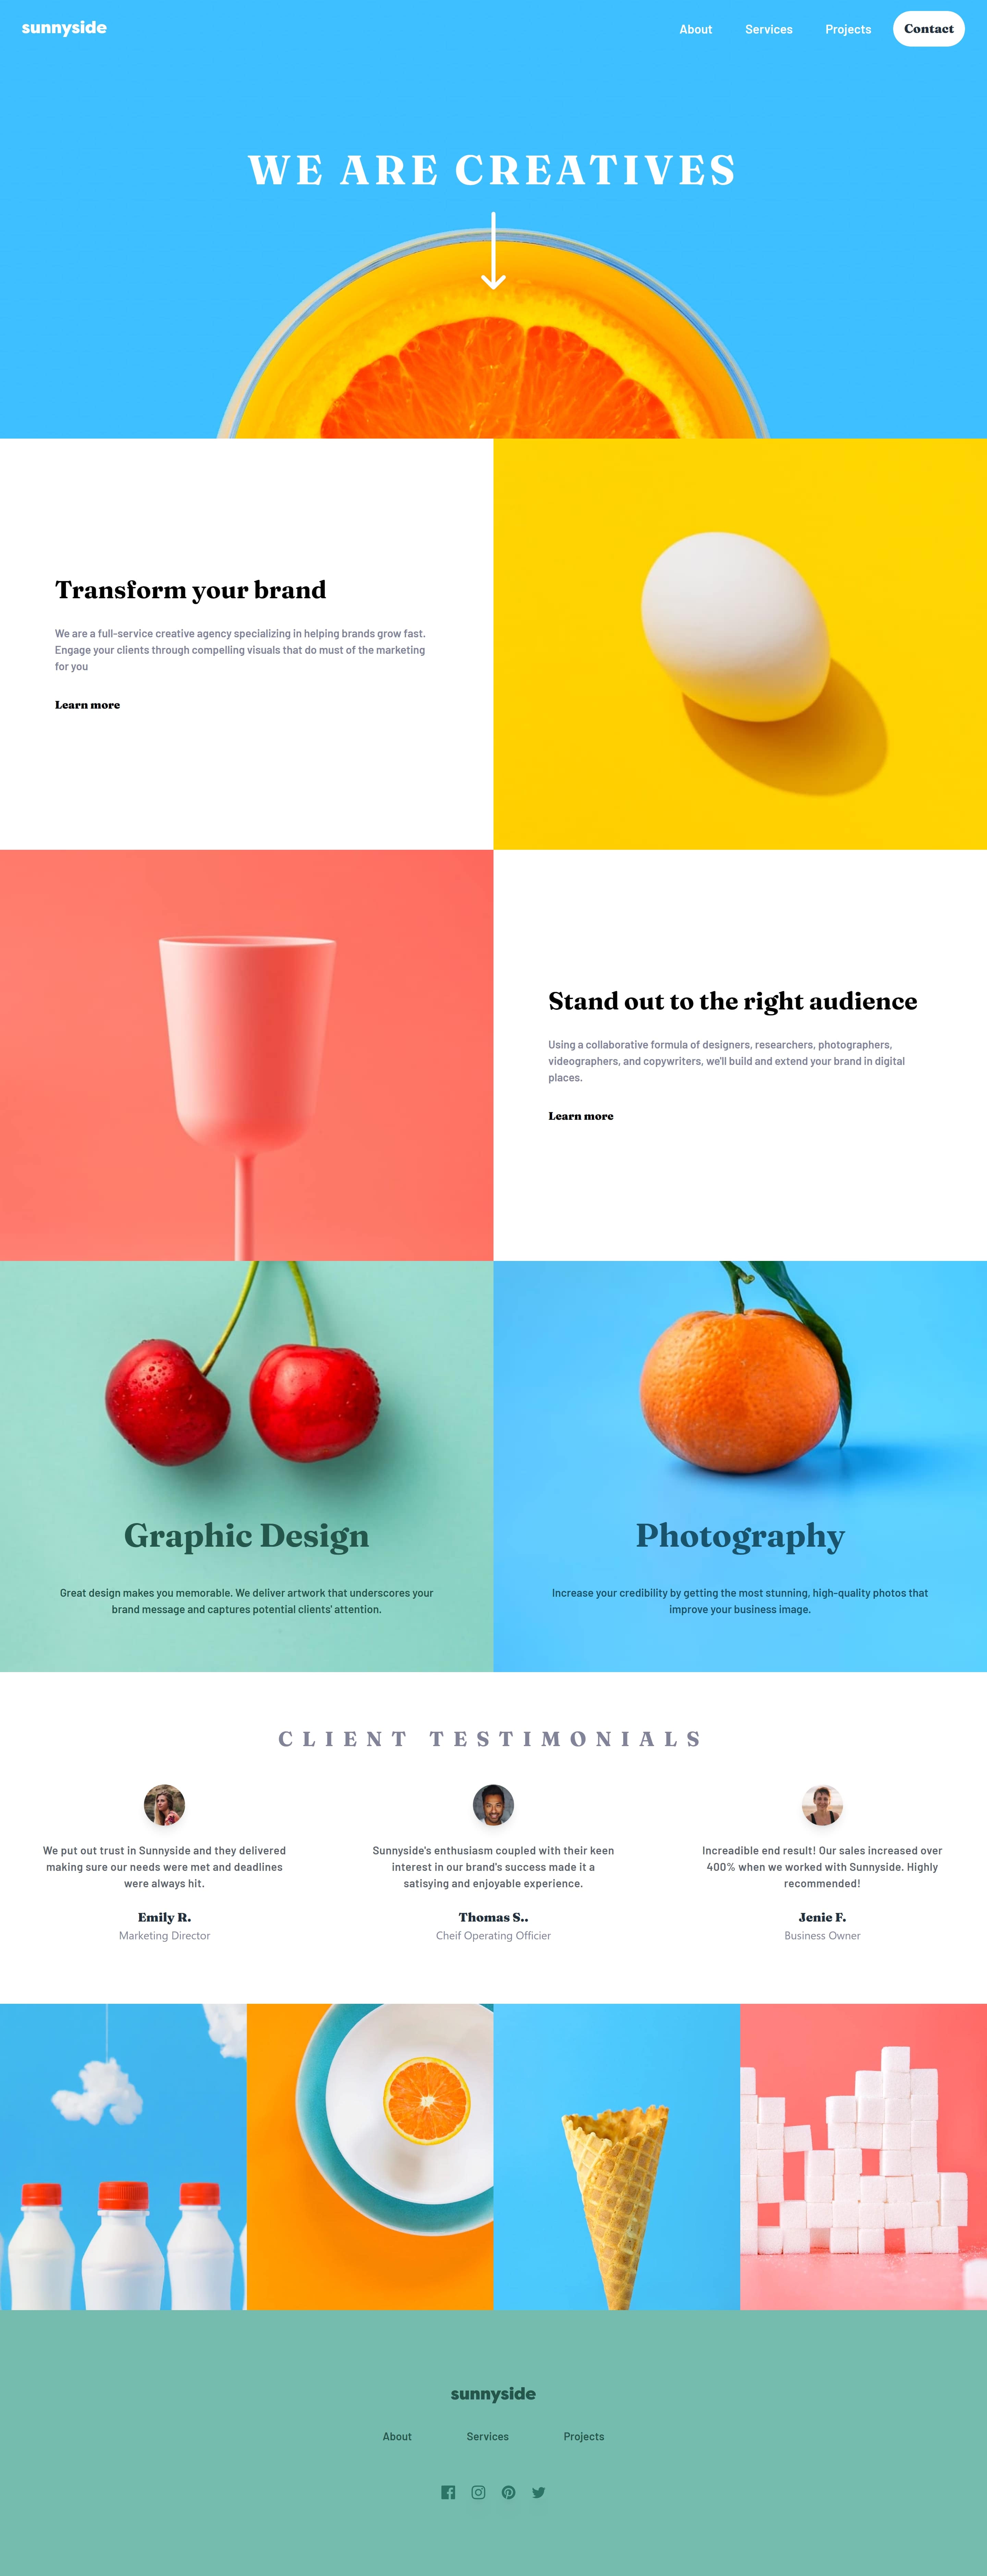 sunnyside
About Services Projects Contact
WE ARE CREATIVES
Transform your brand
We are a full-service creative agency specializing in helping brands grow fast.
Engage your clients through compelling visuals that do must of the marketing
for you
Learn more
Stand out to the right audience
Using a collaborative formula of designers, researchers, photographers,
videographers, and copywriters, we'll build and extend your brand in digital
places.
Learn more
Graphic Design
Great design makes you memorable. We deliver artwork that underscores your
brand message and captures potential clients' attention.
Photography
Increase your credibility by getting the most stunning, high-quality photos that
improve your business image.
CLIENT TESTIMONIALS
We put out trust in Sunnyside and they delivered
making sure our needs were met and deadlines
were always hit.
Emily R.
Marketing Director
Sunnyside's enthusiasm coupled with their keen
interest in our brand's success made it a
satisying and enjoyable experience.
Thomas S..
Cheif Operating Officier
Increadible end result! Our sales increased over
400% when we worked with Sunnyside. Highly
recommended!
Jenie F.
Business Owner
sunnyside
About Services Projects